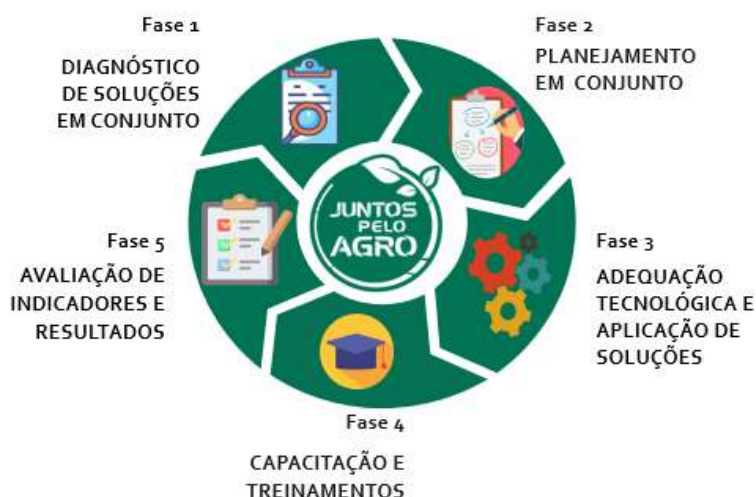 Fase 1
DIAGNÓSTICO
DE SOLUÇÕES
EM CONJUNTO
Fase 2
PLANEJAMENTO
EM CONJUNTO
Fase 3
ADEQUAÇÃO
TECNOLÓGICA E
APLICAÇÃO DE
SOLUÇÕES
Fase 4
CAPACITAÇÃO E
TREINAMENTOS
Fase 5
AVALIAÇÃO DE
INDICADORES E
RESULTADOS
JUNTOS
PELO
AGRO